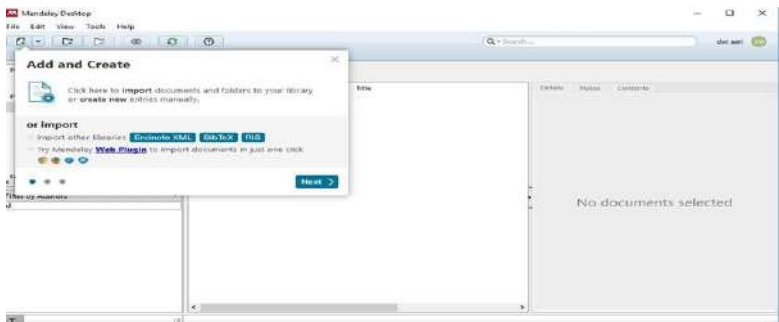 Mendeley Desktop
File Edit View Tools Help
Search...
Add and Create
Click here to import documents and folders to your library
or create new entries manually.
or import
Import other libraries Endnote XML BibTeX RIS
Try Mendeley Web Plugin to import documents in just one click
Next
Title
Details Notes Contents
Filter by Authors
No documents selected